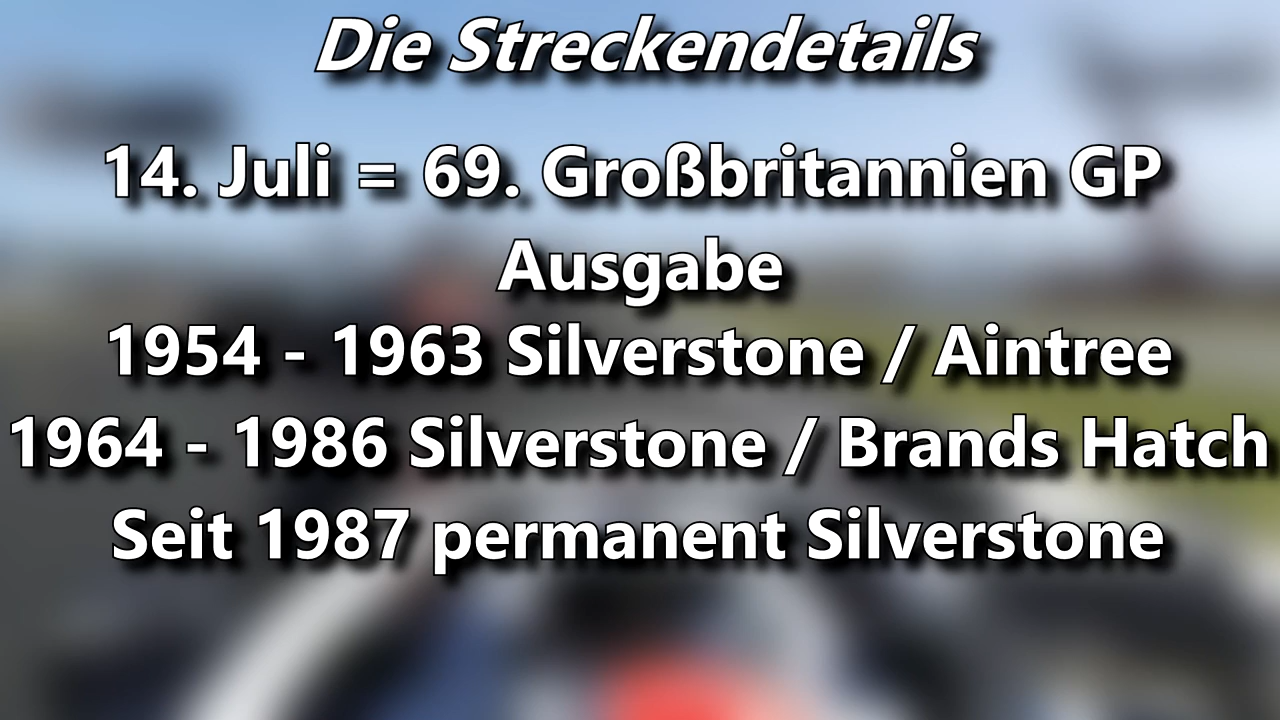 Die Streckendetails
14. Juli = 69. Großbritannien GP
Ausgabe
1954 - 1963 Silverstone / Aintree
1964 - 1986 Silverstone / Brands Hatch
Seit 1987 permanent Silverstone